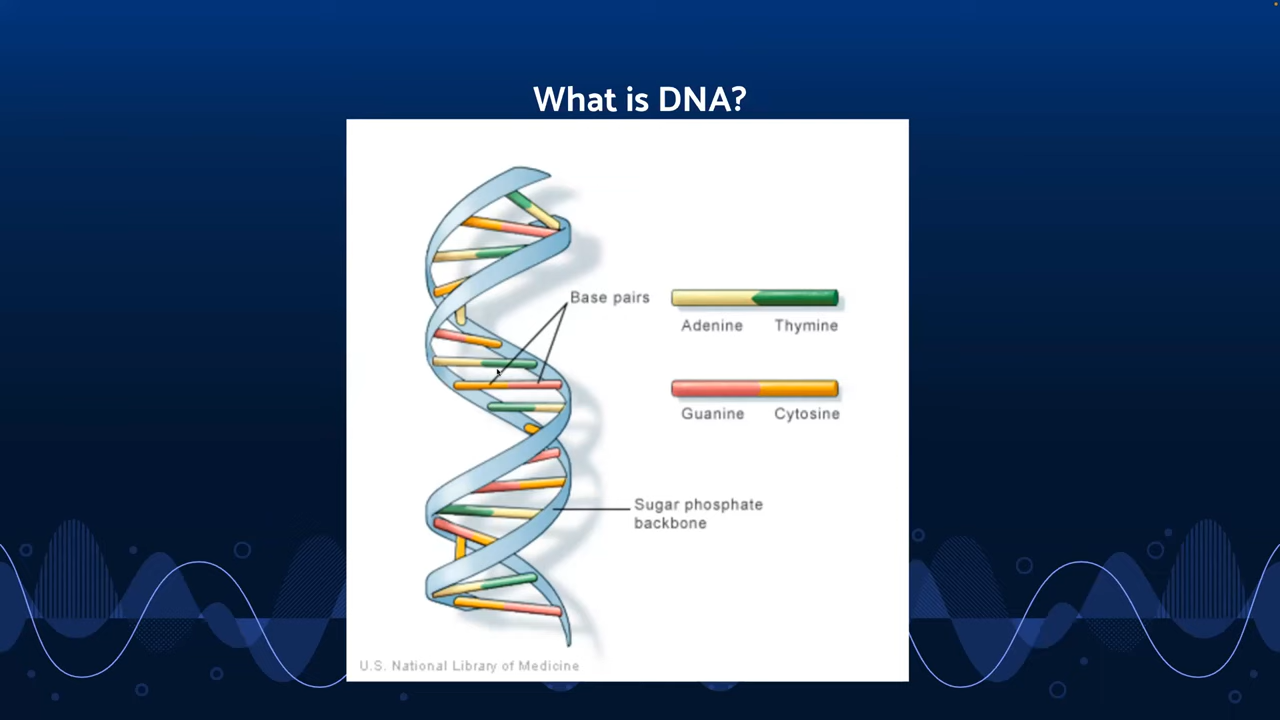 What is DNA?
Base pairs
Adenine Thymine
Guanine Cytosine
Sugar phosphate
backbone
U.S. National Library of Medicine